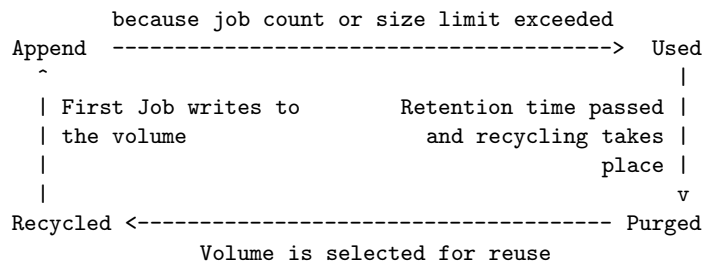 because job count or size limit exceeded
Append -------------------------------------> Used
^ |
| First Job writes to Retention time passed |
| the volume and recycling takes |
| place |
| v
Recycled <------------------------------------- Purged
Volume is selected for reuse